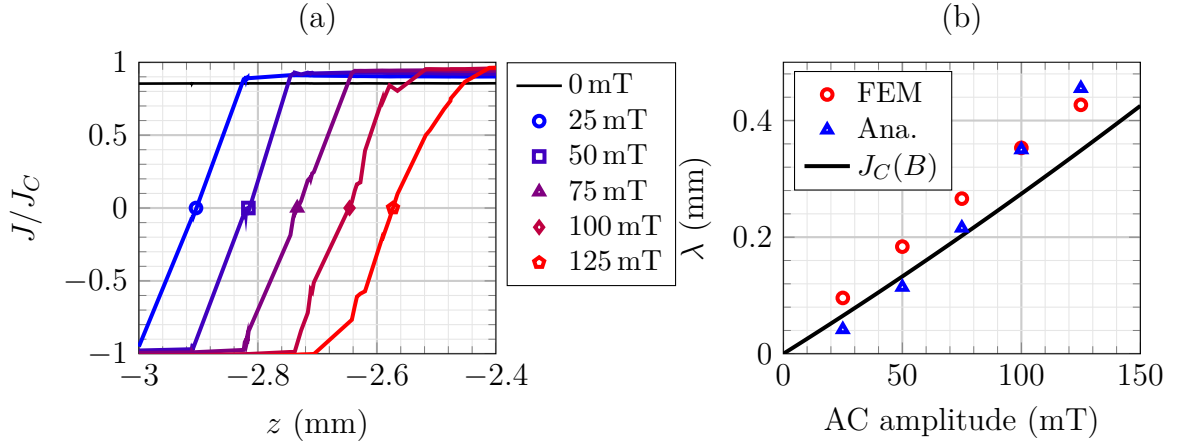 (a)
J/J_C
1
0.5
0
−0.5
−1
−3
−2.8
−2.6
−2.4
z (mm)
0 mT
25 mT
50 mT
75 mT
100 mT
125 mT
(b)
λ (mm)
0.4
0.2
0
0
50
100
150
AC amplitude (mT)
FEM
Ana.
J_C(B)